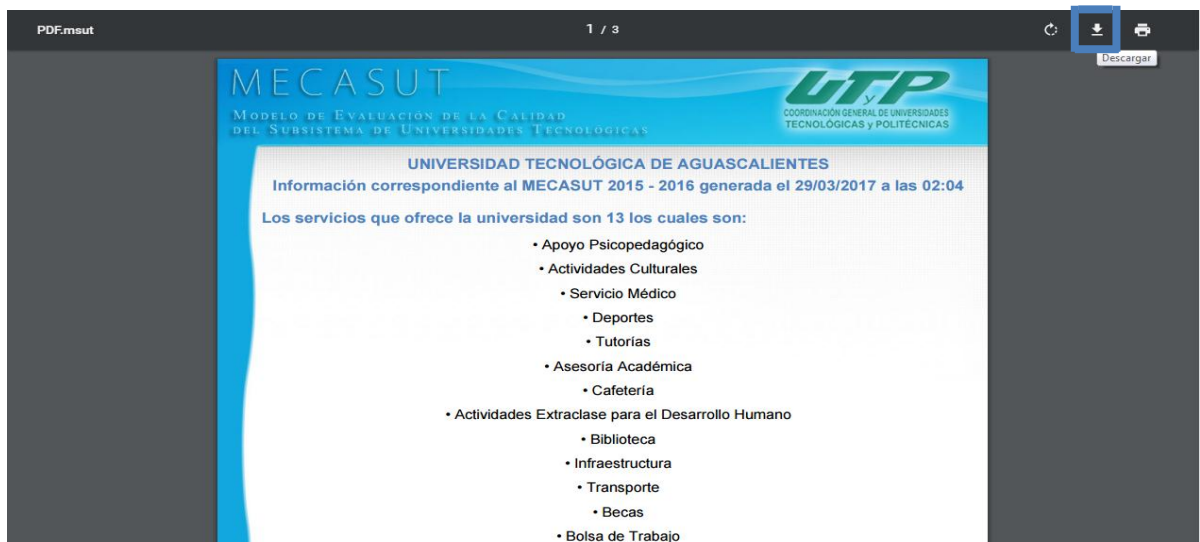 PDF.msut
1 / 3
Descargar
MECASUT
MODELO DE EVALUACIÓN DE LA CALIDAD
DEL SUBSISTEMA DE UNIVERSIDADES TECNOLÓGICAS
UTyP
COORDINACIÓN GENERAL DE UNIVERSIDADES
TECNOLÓGICAS y POLITÉCNICAS
UNIVERSIDAD TECNOLÓGICA DE AGUASCALIENTES
Información correspondiente al MECASUT 2015 - 2016 generada el 29/03/2017 a las 02:04
Los servicios que ofrece la universidad son 13 los cuales son:
• Apoyo Psicopedagógico
• Actividades Culturales
• Servicio Médico
• Deportes
• Tutorías
• Asesoría Académica
• Cafetería
• Actividades Extraclase para el Desarrollo Humano
• Biblioteca
• Infraestructura
• Transporte
• Becas
• Bolsa de Trabajo